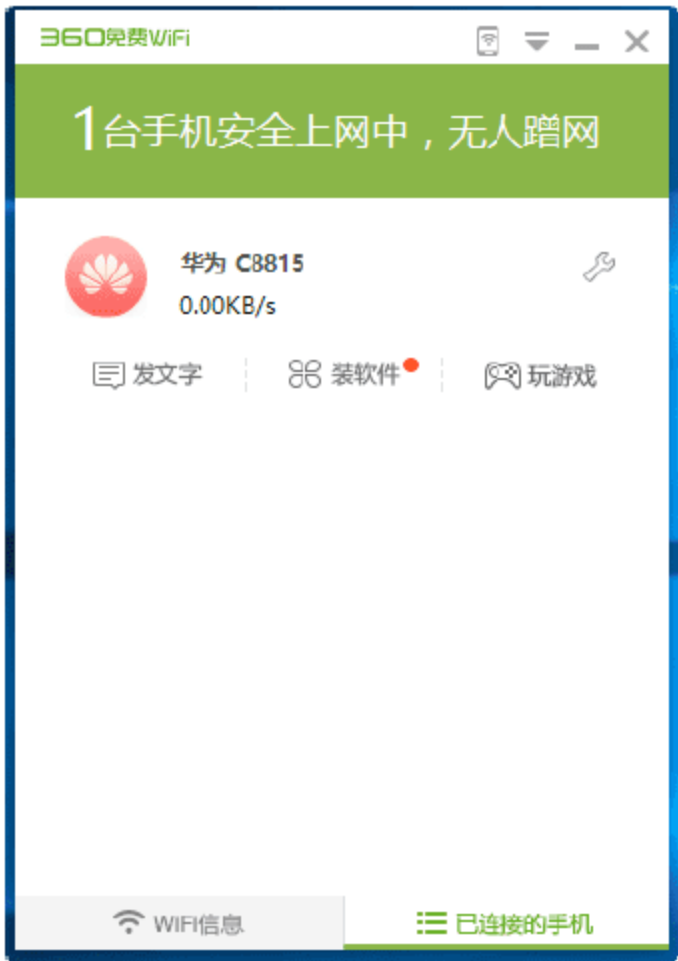 360免费WiFi
1台手机安全上网中，无人蹭网
华为 C8815
0.00KB/s
发文字 装软件 玩游戏
WIFI信息 已连接的手机